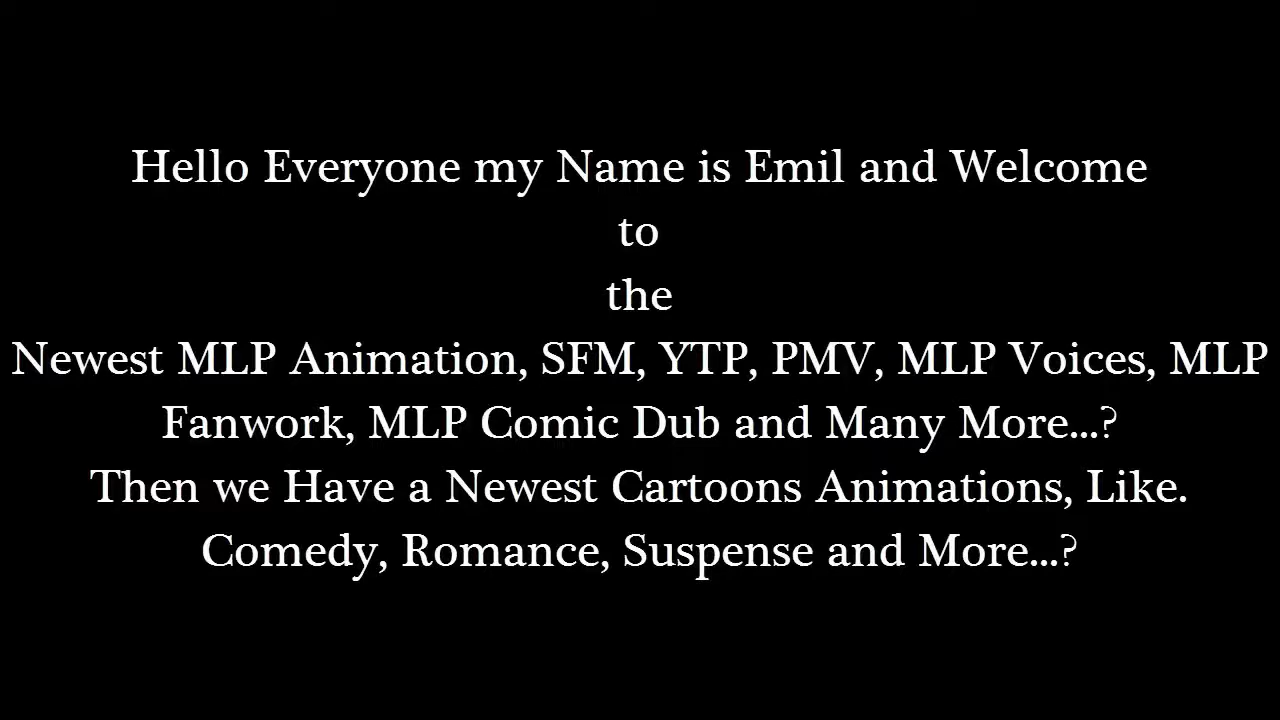 Hello Everyone my Name is Emil and Welcome
to
the
Newest MLP Animation, SFM, YTP, PMV, MLP Voices, MLP
Fanwork, MLP Comic Dub and Many More...?
Then we Have a Newest Cartoons Animations, Like.
Comedy, Romance, Suspense and More...?